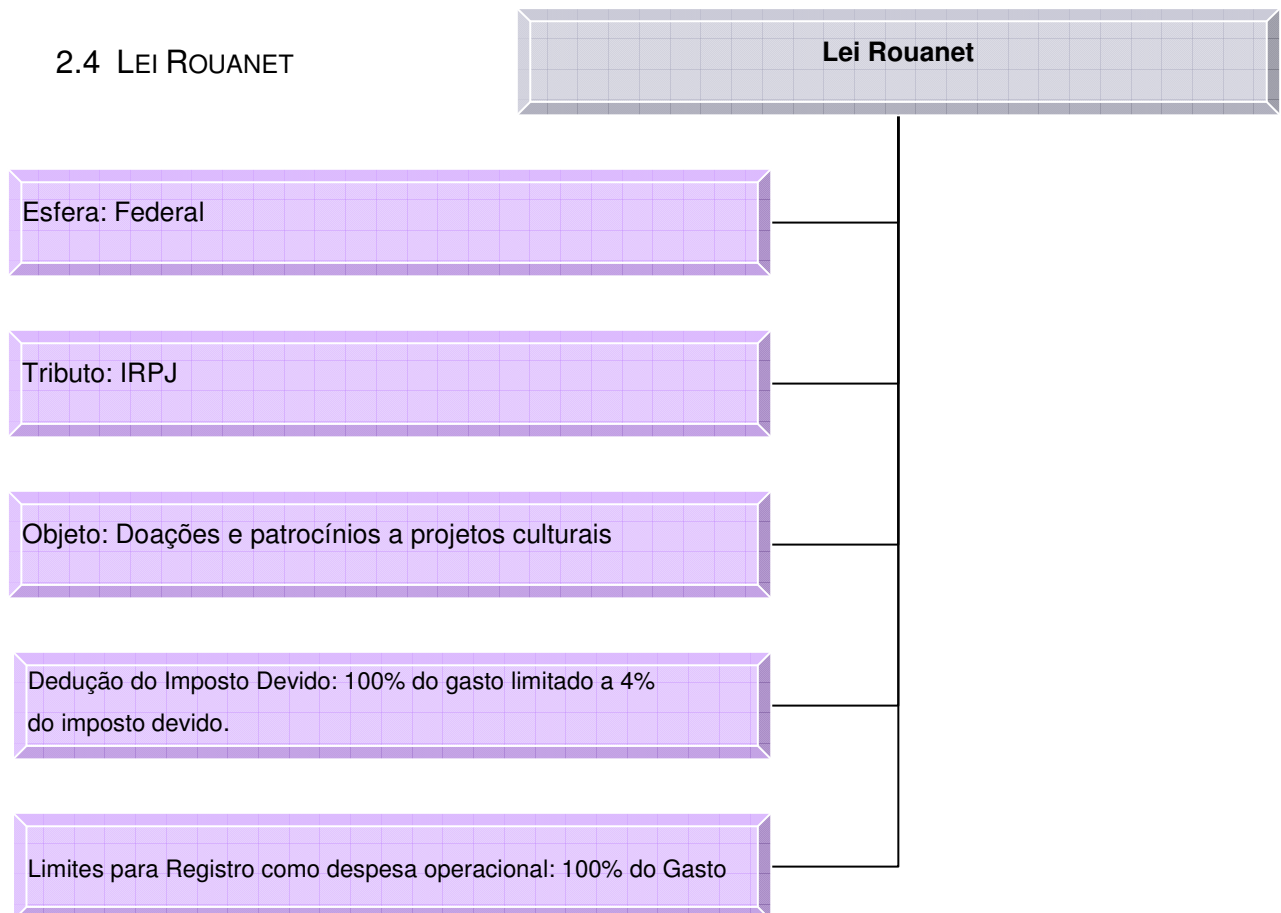 2.4 LEI ROUANET
Lei Rouanet
Esfera: Federal
Tributo: IRPJ
Objeto: Doações e patrocínios a projetos culturais
Dedução do Imposto Devido: 100% do gasto limitado a 4%
do imposto devido.
Limites para Registro como despesa operacional: 100% do Gasto